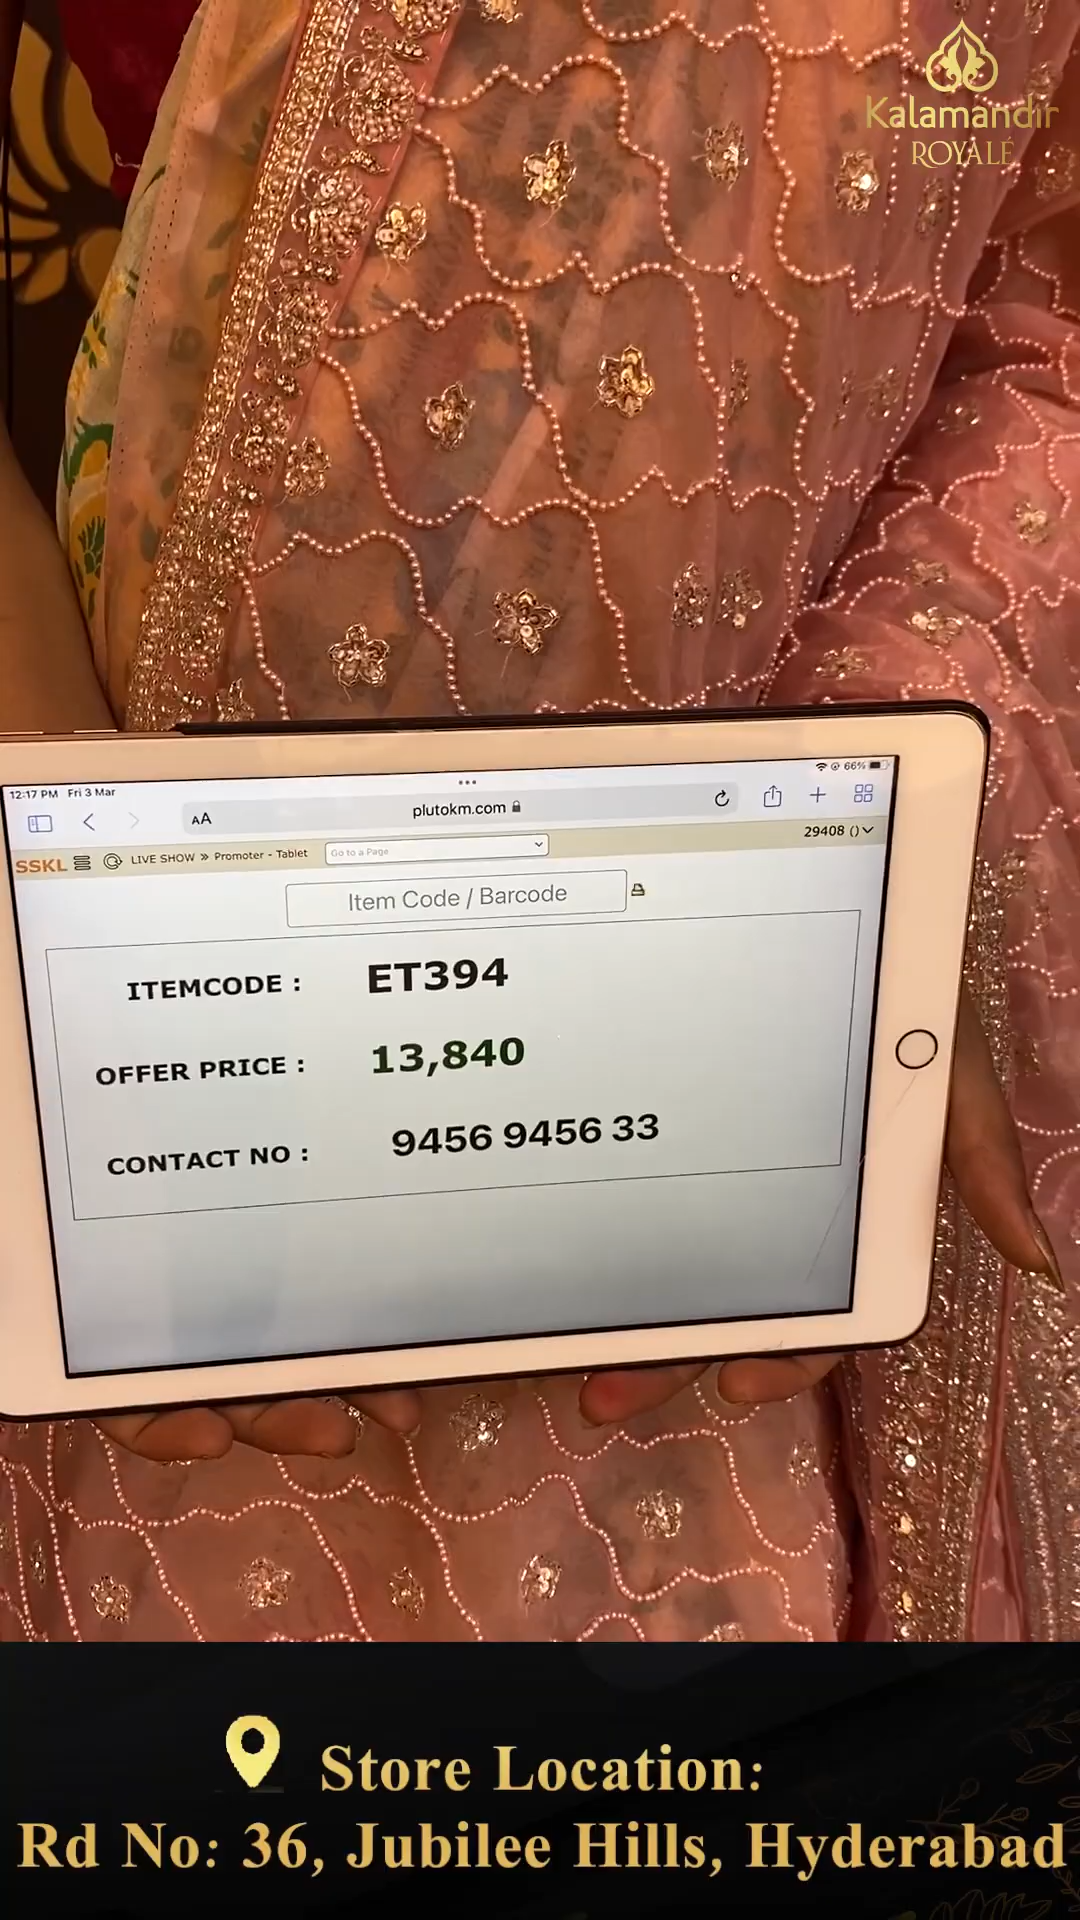 Kalamandir
ROYALE
12:17 PM Fri 3 Mar
66%
AA
plutokm.com
29408 ()
SSKL
LIVE SHOW » Promoter - Tablet
Go to a Page
Item Code / Barcode
ITEMCODE : ET394
OFFER PRICE : 13,840
CONTACT NO : 9456 9456 33
Store Location:
Rd No: 36, Jubilee Hills, Hyderabad